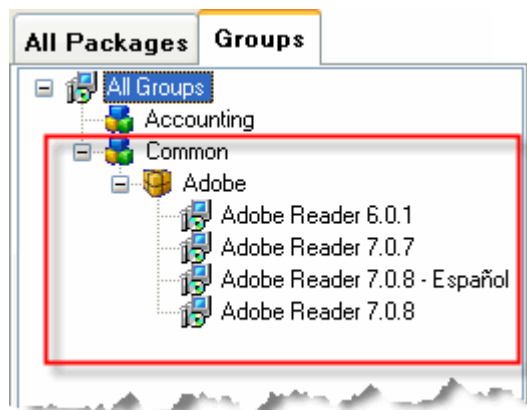 All Packages Groups
All Groups
Accounting
Common
Adobe
Adobe Reader 6.0.1
Adobe Reader 7.0.7
Adobe Reader 7.0.8 - Español
Adobe Reader 7.0.8